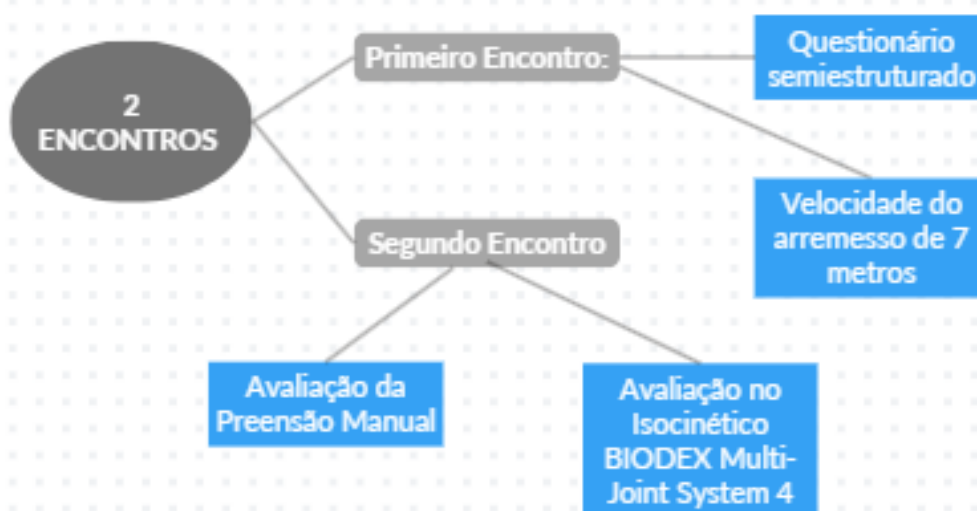 2
ENCONTROS
Primeiro Encontro:
Questionário
semiestruturado
Velocidade do
arremesso de 7
metros
Segundo Encontro
Avaliação da
Preensão Manual
Avaliação no
Isocinético
BIODEX Multi-
Joint System 4